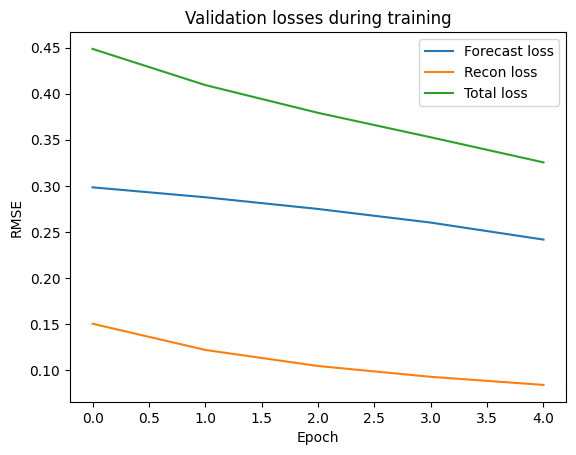 Validation losses during training
0.45
0.40
0.35
0.30
0.25
0.20
0.15
0.10
RMSE
Forecast loss
Recon loss
Total loss
0.0 0.5 1.0 1.5 2.0 2.5 3.0 3.5 4.0
Epoch